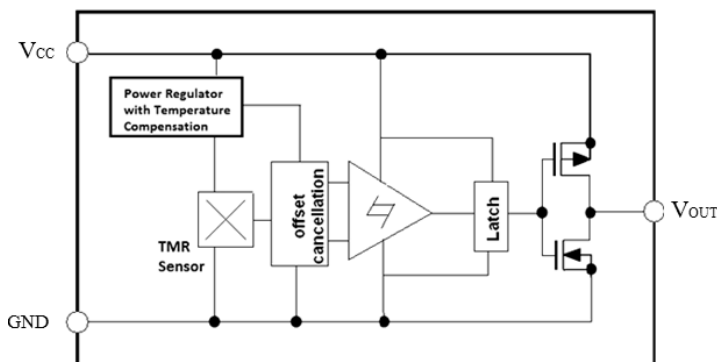 VCC
Power Regulator
with Temperature
Compensation
offset
cancellation
Latch
VOUT
TMR
Sensor
GND